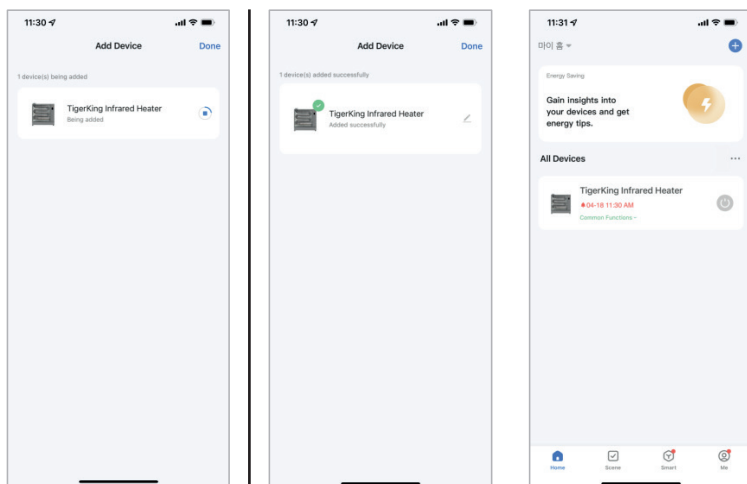 11:30
Add Device
Done
1 device(s) being added
TigerKing Infrared Heater
Being added
11:30
Add Device
Done
1 device(s) added successfully
TigerKing Infrared Heater
Added successfully
11:31
마이 홈
Energy Saving
Gain insights into
your devices and get
energy tips.
All Devices
TigerKing Infrared Heater
04-18 11:30 AM
Common Functions
Home
Scene
Smart
Me